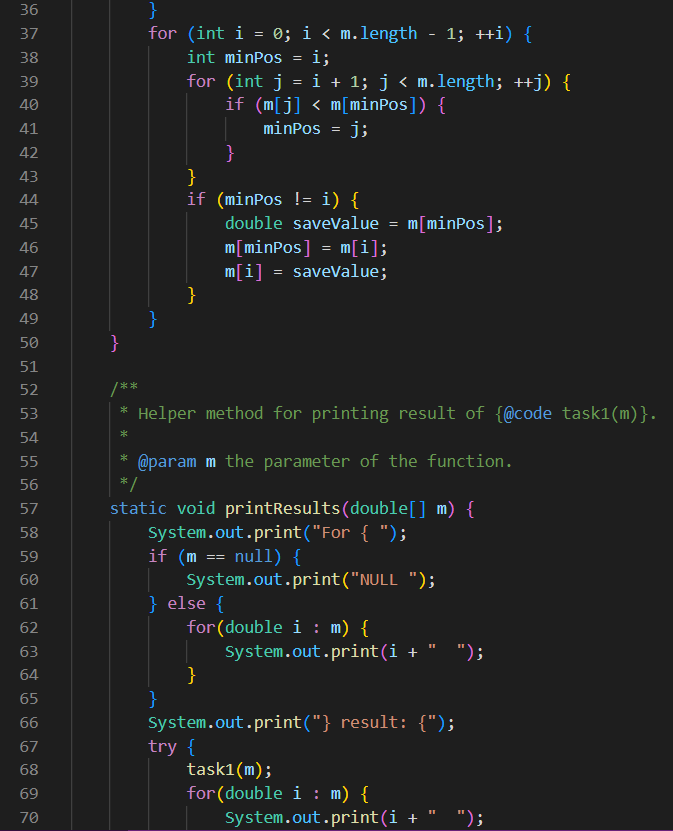 36         }
37         for (int i = 0; i < m.length - 1; ++i) {
38             int minPos = i;
39             for (int j = i + 1; j < m.length; ++j) {
40                 if (m[j] < m[minPos]) {
41                     minPos = j;
42                 }
43             }
44             if (minPos != i) {
45                 double saveValue = m[minPos];
46                 m[minPos] = m[i];
47                 m[i] = saveValue;
48             }
49         }
50     }
51
52     /**
53      * Helper method for printing result of {@code task1(m)}.
54      *
55      * @param m the parameter of the function.
56      */
57     static void printResults(double[] m) {
58         System.out.print("For { ");
59         if (m == null) {
60             System.out.print("NULL ");
61         } else {
62             for(double i : m) {
63                 System.out.print(i + "  ");
64             }
65         }
66         System.out.print("} result: {");
67         try {
68             task1(m);
69             for(double i : m) {
70                 System.out.print(i + "  ");